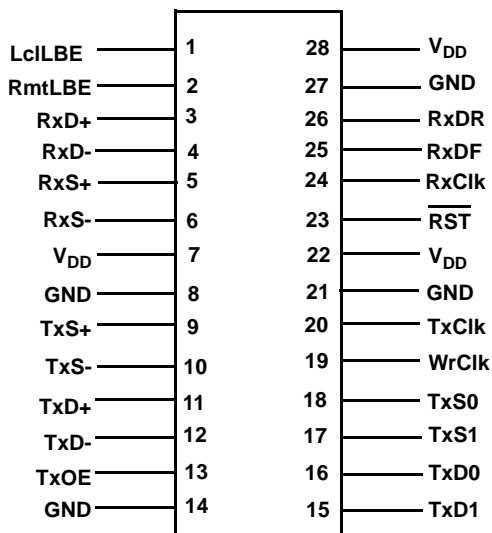 LclLBE 1 28 VDD
RmtLBE 2 27 GND
RxD+ 3 26 RxDR
RxD- 4 25 RxDF
RxS+ 5 24 RxClk
RxS- 6 23 RST
VDD 7 22 VDD
GND 8 21 GND
TxS+ 9 20 TxClk
TxS- 10 19 WrClk
TxD+ 11 18 TxS0
TxD- 12 17 TxS1
TxOE 13 16 TxD0
GND 14 15 TxD1